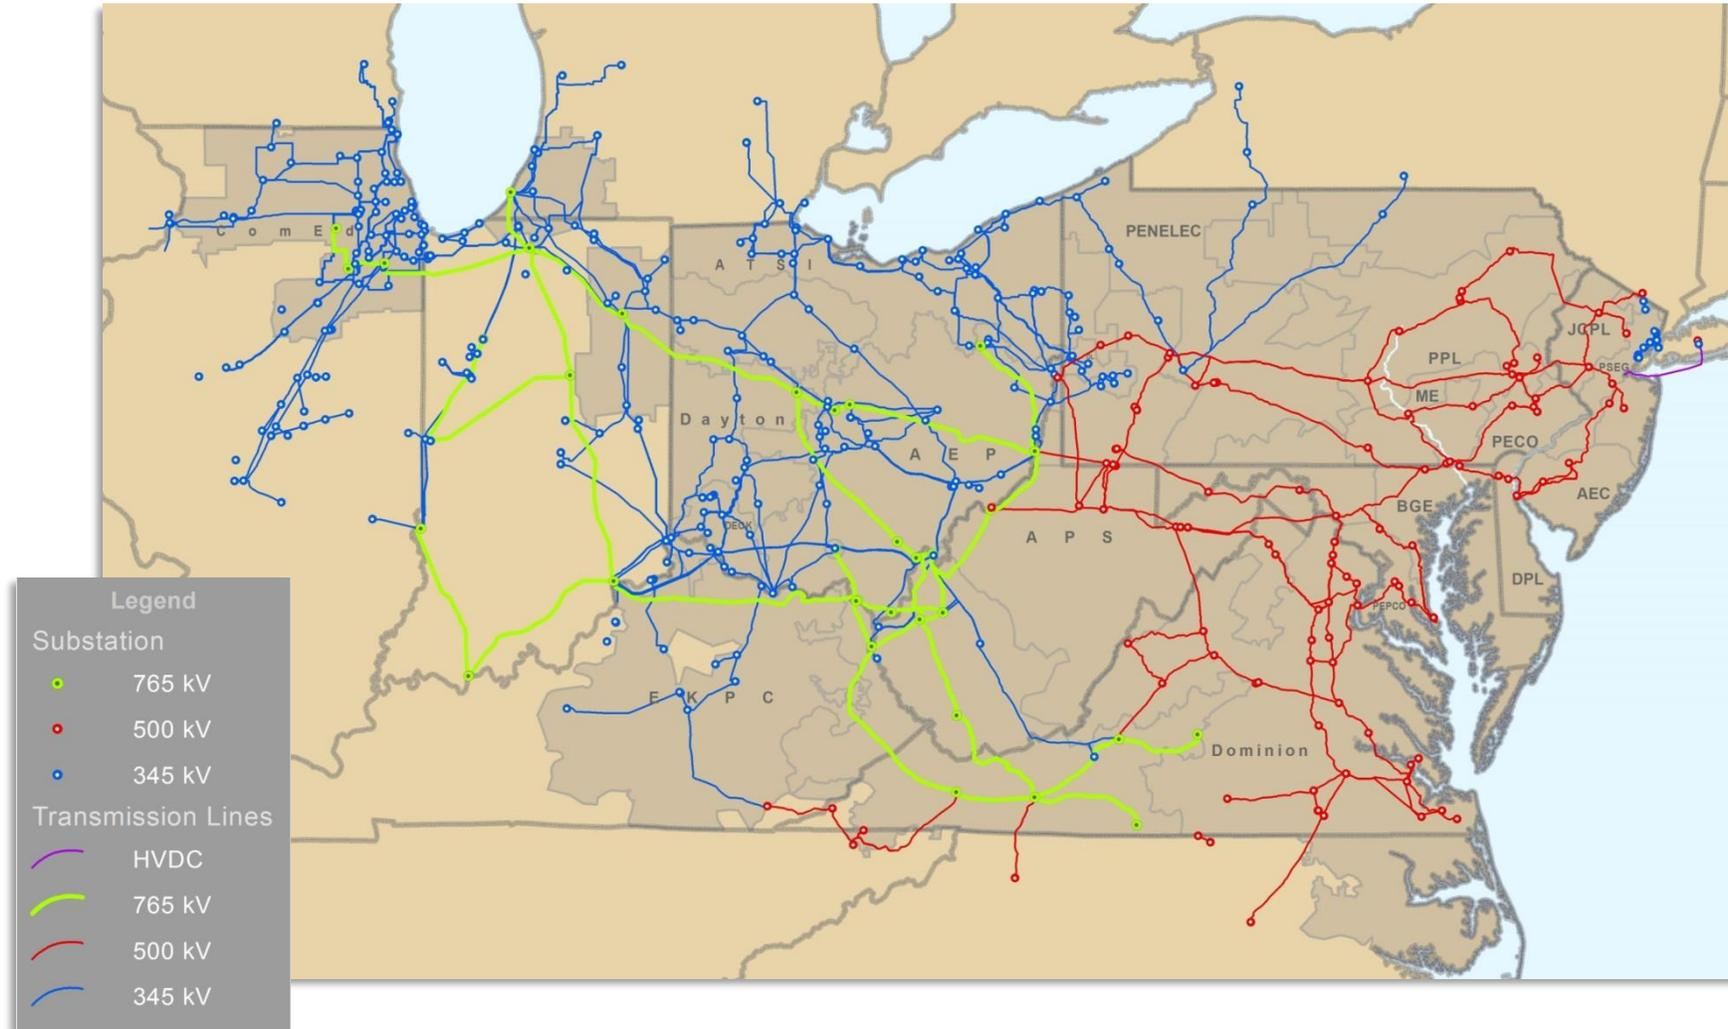 ComEd
ATSI
PENELEC
JCPL
PPL
PSEG
ME
Dayton
AEP
PECO
AEC
BGE
DEOK
APS
DPL
PEPCO
EKPC
Dominion
Legend
Substation
765 kV
500 kV
345 kV
Transmission Lines
HVDC
765 kV
500 kV
345 kV